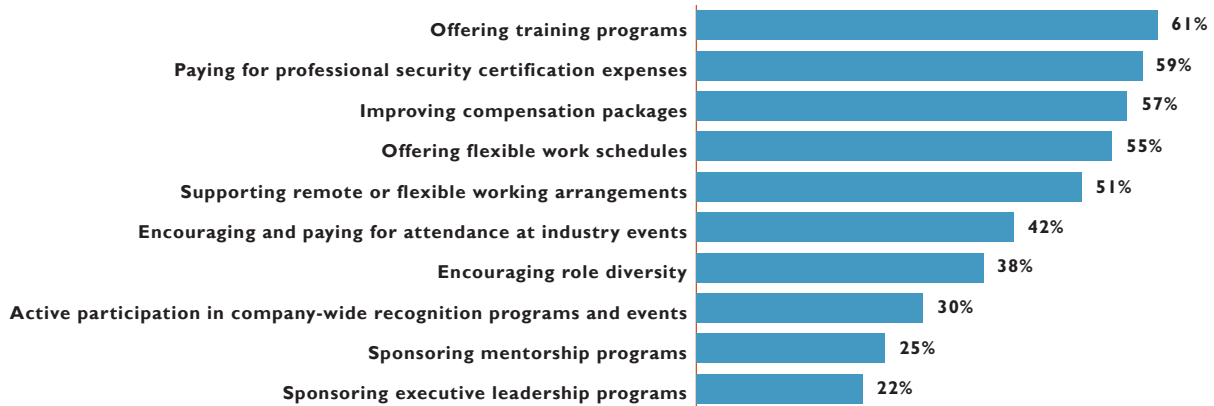 Offering training programs 61%
Paying for professional security certification expenses 59%
Improving compensation packages 57%
Offering flexible work schedules 55%
Supporting remote or flexible working arrangements 51%
Encouraging and paying for attendance at industry events 42%
Encouraging role diversity 38%
Active participation in company-wide recognition programs and events 30%
Sponsoring mentorship programs 25%
Sponsoring executive leadership programs 22%